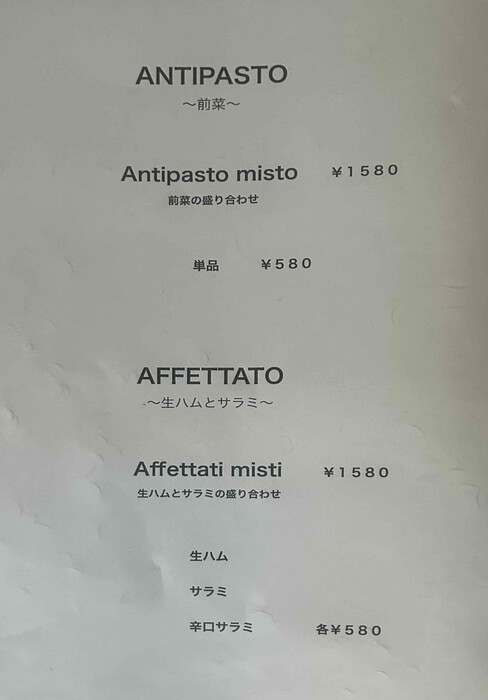 ANTIPASTO
〜前菜〜
Antipasto misto ￥１５８０
前菜の盛り合わせ
単品 ￥５８０
AFFETTATO
〜生ハムとサラミ〜
Affettati misti ￥１５８０
生ハムとサラミの盛り合わせ
生ハム
サラミ
辛口サラミ 各￥５８０